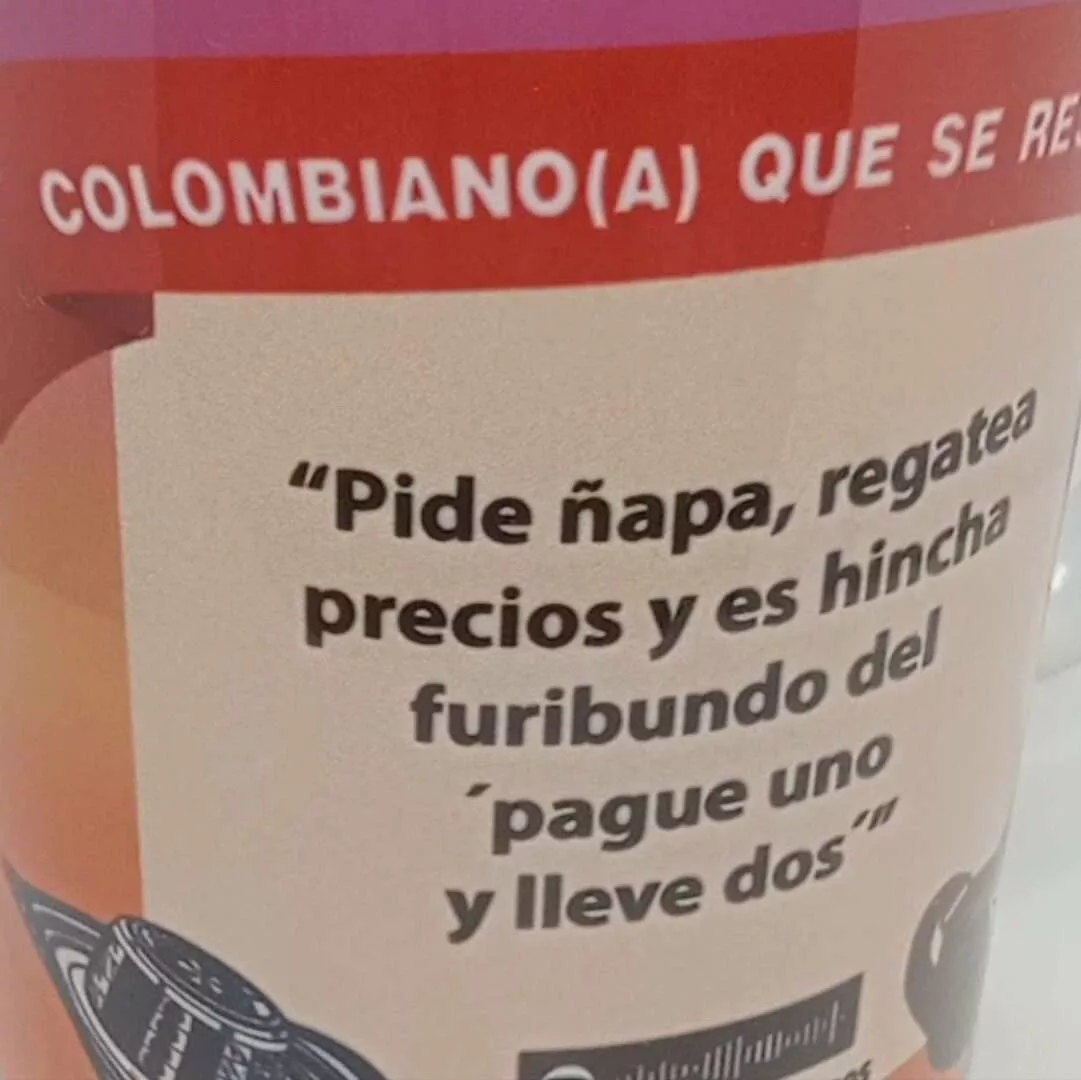 COLOMBIANO(A) QUE SE
“Pide ñapa, regatea
precios y es hincha
furibundo del
´pague uno
y lleve dos´”